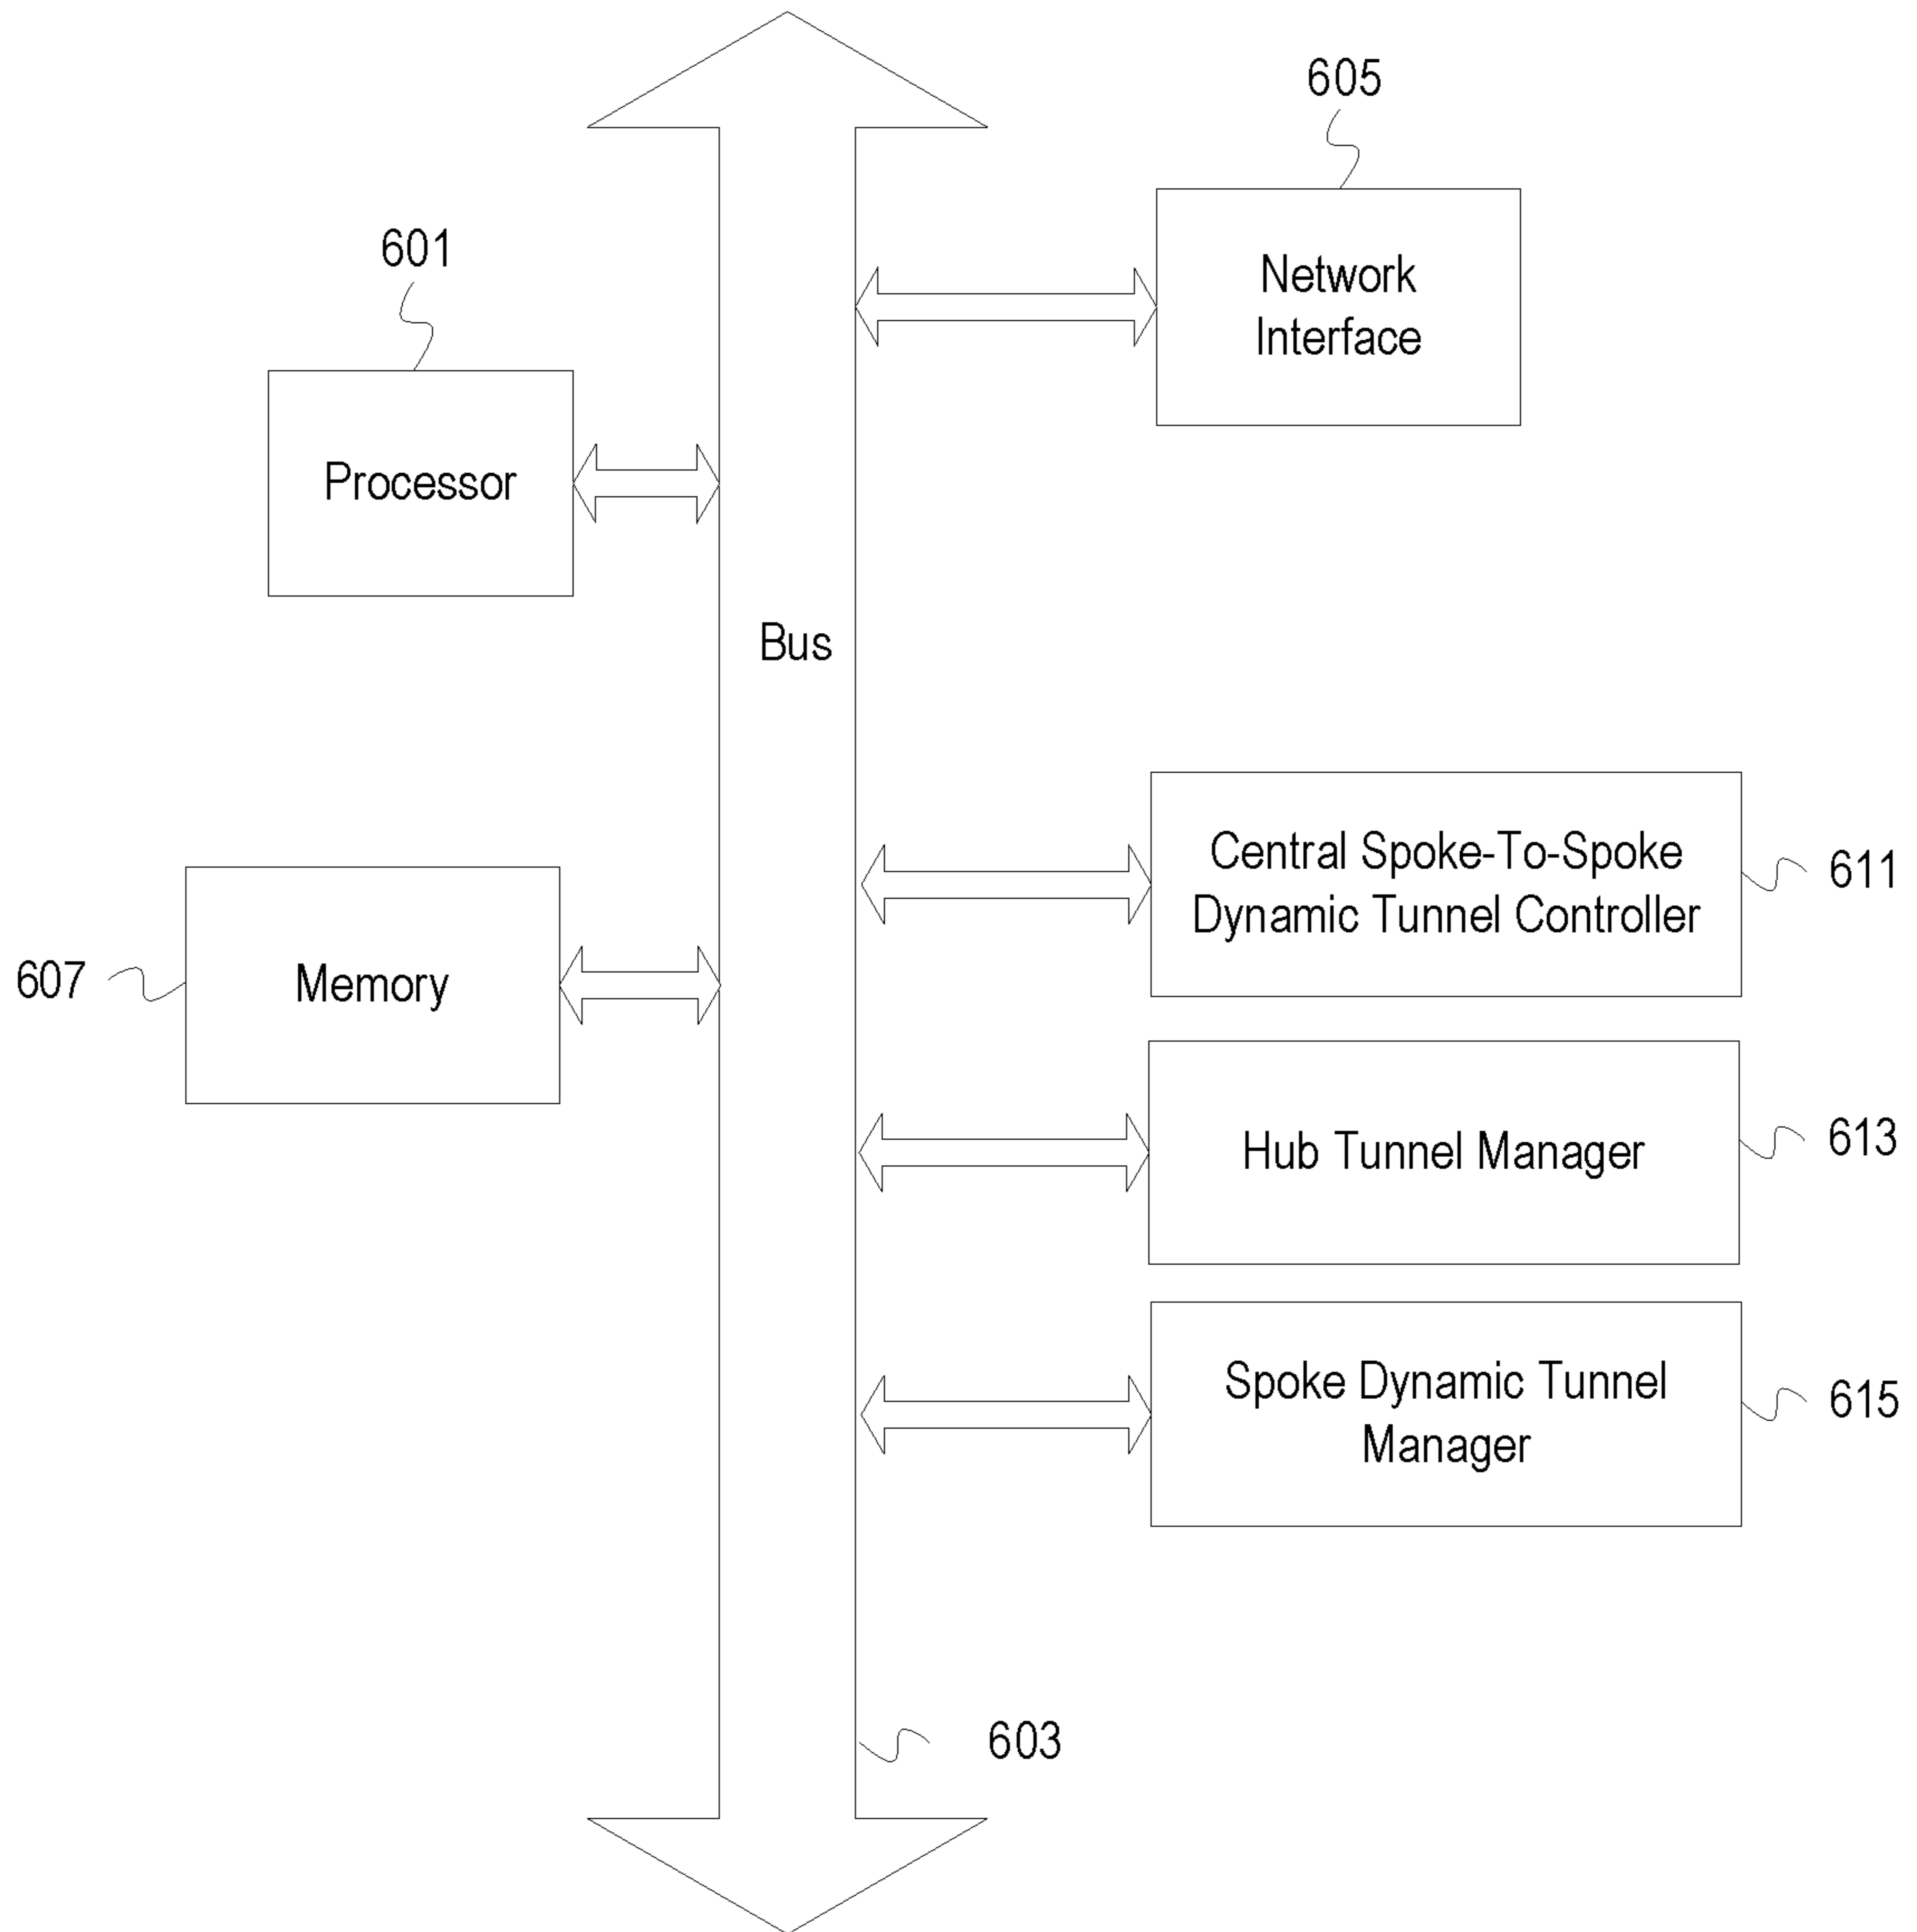 605
601
Network
Interface
Processor
Bus
Central Spoke-To-Spoke
Dynamic Tunnel Controller
611
607
Memory
Hub Tunnel Manager
613
Spoke Dynamic Tunnel
Manager
615
603